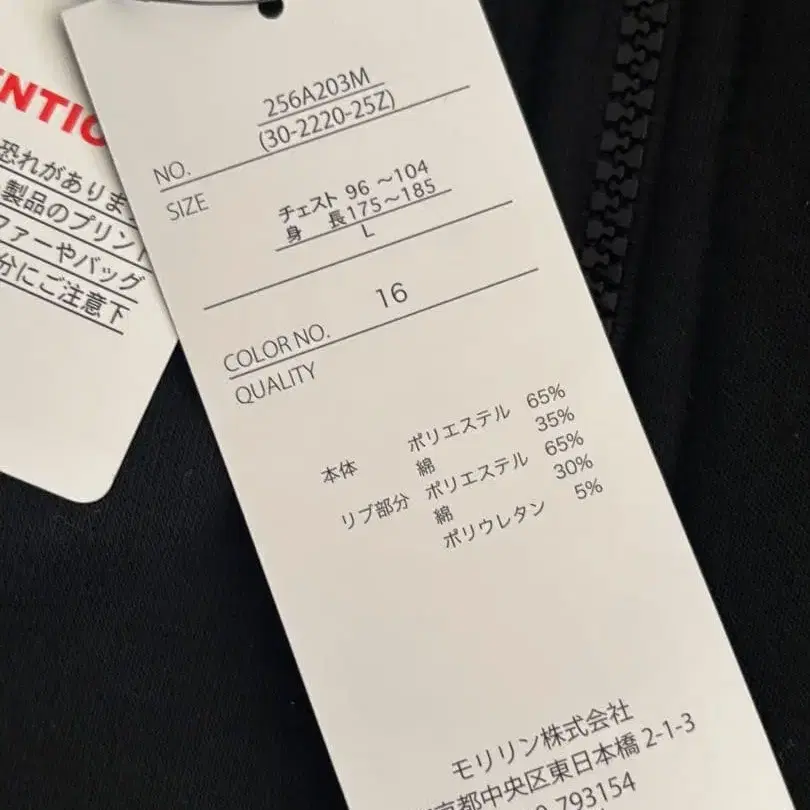 256A203M
(30-2220-25Z)
NO.
SIZE
チェスト 96 ～104
身 長175～185
L
16
COLOR NO.
QUALITY
本体 ポリエステル 65%
綿 35%
リブ部分 ポリエステル 65%
綿 30%
ポリウレタン 5%
モリリン株式会社
京都中央区東日本橋 2-1-3
793154
NTIO
恐れがありま
製品のプリン
ファーやバッグ
分にご注意下